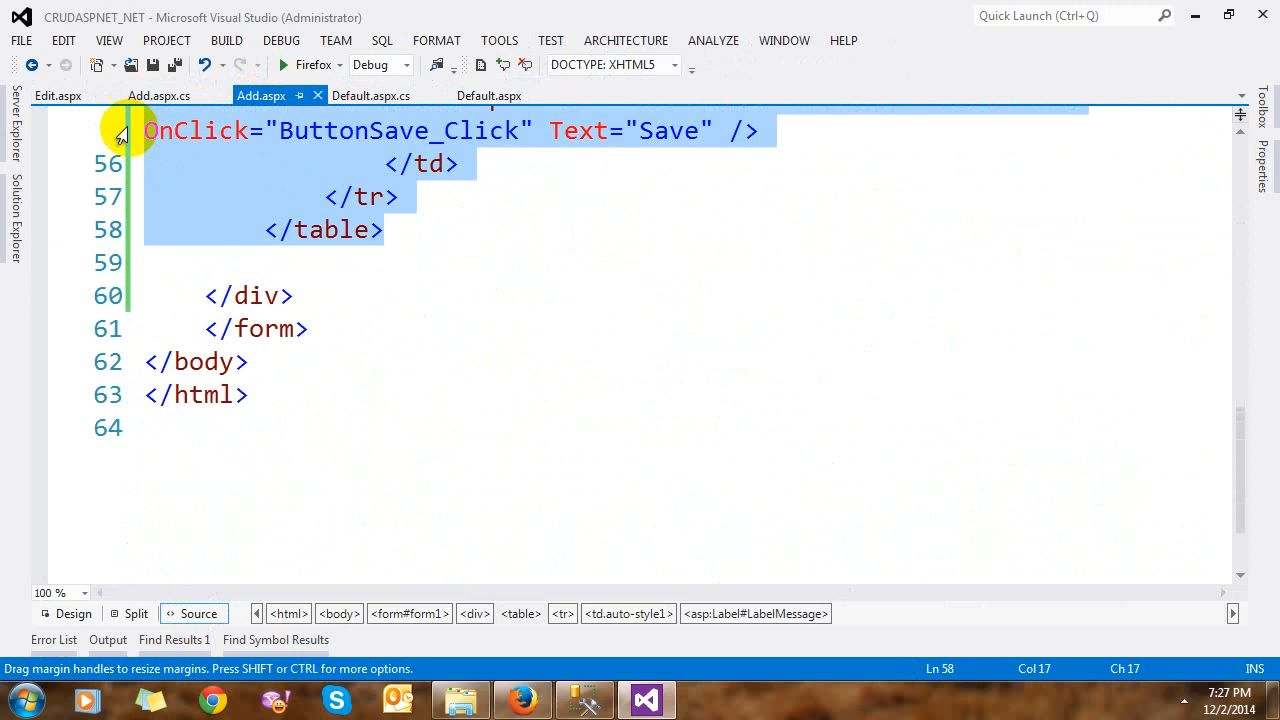 CRUDASPNET_NET - Microsoft Visual Studio (Administrator)
Quick Launch (Ctrl+Q)
FILE EDIT VIEW PROJECT BUILD DEBUG TEAM SQL FORMAT TOOLS TEST ARCHITECTURE ANALYZE WINDOW HELP
Firefox Debug DOCTYPE: XHTML5
Edit.aspx Add.aspx.cs Add.aspx Default.aspx.cs Default.aspx
Server Explorer
Solution Explorer
Toolbox
Properties
OnClick="ButtonSave_Click" Text="Save" />
56 </td>
57 </tr>
58 </table>
59
60 </div>
61 </form>
62 </body>
63 </html>
64
100 %
Design Split Source <html> <body> <form#form1> <div> <table> <tr> <td.auto-style1> <asp:Label#LabelMessage>
Error List Output Find Results 1 Find Symbol Results
Drag margin handles to resize margins. Press SHIFT or CTRL for more options. Ln 58 Col 17 Ch 17 INS
7:27 PM
12/2/2014